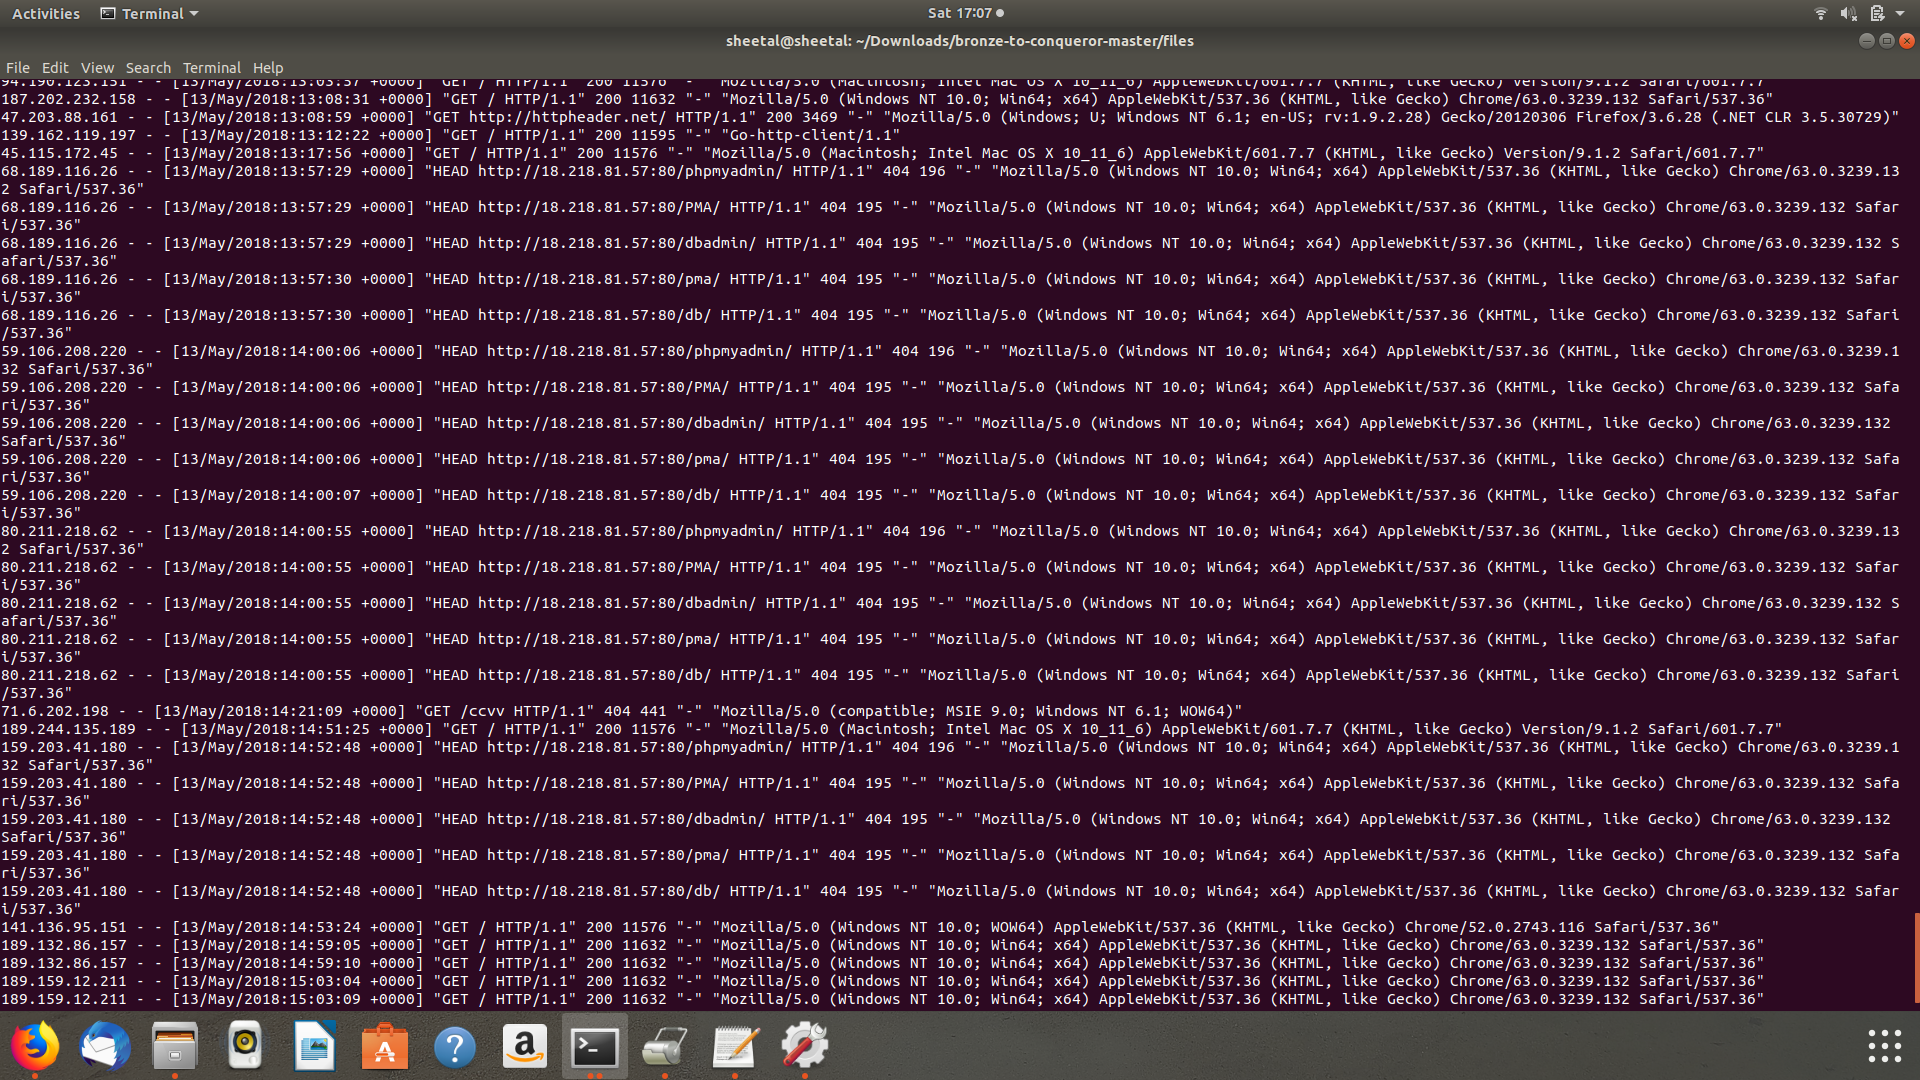 Activities Terminal Sat 17:07
sheetal@sheetal: ~/Downloads/bronze-to-conqueror-master/files
File Edit View Search Terminal Help
94.190.123.151 - - [13/May/2018:13:03:57 +0000] "GET / HTTP/1.1" 200 11576 "-" "Mozilla/5.0 (Macintosh; Intel Mac OS X 10_11_6) AppleWebKit/601.7.7 (KHTML, like Gecko) Version/9.1.2 Safari/601.7.7"
187.202.232.158 - - [13/May/2018:13:08:31 +0000] "GET / HTTP/1.1" 200 11632 "-" "Mozilla/5.0 (Windows NT 10.0; Win64; x64) AppleWebKit/537.36 (KHTML, like Gecko) Chrome/63.0.3239.132 Safari/537.36"
47.203.88.161 - - [13/May/2018:13:08:59 +0000] "GET http://httpheader.net/ HTTP/1.1" 200 3469 "-" "Mozilla/5.0 (Windows; U; Windows NT 6.1; en-US; rv:1.9.2.28) Gecko/20120306 Firefox/3.6.28 (.NET CLR 3.5.30729)"
139.162.119.197 - - [13/May/2018:13:12:22 +0000] "GET / HTTP/1.1" 200 11595 "-" "Go-http-client/1.1"
45.115.172.45 - - [13/May/2018:13:17:56 +0000] "GET / HTTP/1.1" 200 11576 "-" "Mozilla/5.0 (Macintosh; Intel Mac OS X 10_11_6) AppleWebKit/601.7.7 (KHTML, like Gecko) Version/9.1.2 Safari/601.7.7"
68.189.116.26 - - [13/May/2018:13:57:29 +0000] "HEAD http://18.218.81.57:80/phpmyadmin/ HTTP/1.1" 404 196 "-" "Mozilla/5.0 (Windows NT 10.0; Win64; x64) AppleWebKit/537.36 (KHTML, like Gecko) Chrome/63.0.3239.13
2 Safari/537.36"
68.189.116.26 - - [13/May/2018:13:57:29 +0000] "HEAD http://18.218.81.57:80/PMA/ HTTP/1.1" 404 195 "-" "Mozilla/5.0 (Windows NT 10.0; Win64; x64) AppleWebKit/537.36 (KHTML, like Gecko) Chrome/63.0.3239.132 Safar
i/537.36"
68.189.116.26 - - [13/May/2018:13:57:29 +0000] "HEAD http://18.218.81.57:80/dbadmin/ HTTP/1.1" 404 195 "-" "Mozilla/5.0 (Windows NT 10.0; Win64; x64) AppleWebKit/537.36 (KHTML, like Gecko) Chrome/63.0.3239.132 S
afari/537.36"
68.189.116.26 - - [13/May/2018:13:57:30 +0000] "HEAD http://18.218.81.57:80/pma/ HTTP/1.1" 404 195 "-" "Mozilla/5.0 (Windows NT 10.0; Win64; x64) AppleWebKit/537.36 (KHTML, like Gecko) Chrome/63.0.3239.132 Safar
i/537.36"
68.189.116.26 - - [13/May/2018:13:57:30 +0000] "HEAD http://18.218.81.57:80/db/ HTTP/1.1" 404 195 "-" "Mozilla/5.0 (Windows NT 10.0; Win64; x64) AppleWebKit/537.36 (KHTML, like Gecko) Chrome/63.0.3239.132 Safari
/537.36"
59.106.208.220 - - [13/May/2018:14:00:06 +0000] "HEAD http://18.218.81.57:80/phpmyadmin/ HTTP/1.1" 404 196 "-" "Mozilla/5.0 (Windows NT 10.0; Win64; x64) AppleWebKit/537.36 (KHTML, like Gecko) Chrome/63.0.3239.1
32 Safari/537.36"
59.106.208.220 - - [13/May/2018:14:00:06 +0000] "HEAD http://18.218.81.57:80/PMA/ HTTP/1.1" 404 195 "-" "Mozilla/5.0 (Windows NT 10.0; Win64; x64) AppleWebKit/537.36 (KHTML, like Gecko) Chrome/63.0.3239.132 Safa
ri/537.36"
59.106.208.220 - - [13/May/2018:14:00:06 +0000] "HEAD http://18.218.81.57:80/dbadmin/ HTTP/1.1" 404 195 "-" "Mozilla/5.0 (Windows NT 10.0; Win64; x64) AppleWebKit/537.36 (KHTML, like Gecko) Chrome/63.0.3239.132
Safari/537.36"
59.106.208.220 - - [13/May/2018:14:00:06 +0000] "HEAD http://18.218.81.57:80/pma/ HTTP/1.1" 404 195 "-" "Mozilla/5.0 (Windows NT 10.0; Win64; x64) AppleWebKit/537.36 (KHTML, like Gecko) Chrome/63.0.3239.132 Safa
ri/537.36"
59.106.208.220 - - [13/May/2018:14:00:07 +0000] "HEAD http://18.218.81.57:80/db/ HTTP/1.1" 404 195 "-" "Mozilla/5.0 (Windows NT 10.0; Win64; x64) AppleWebKit/537.36 (KHTML, like Gecko) Chrome/63.0.3239.132 Safar
i/537.36"
80.211.218.62 - - [13/May/2018:14:00:55 +0000] "HEAD http://18.218.81.57:80/phpmyadmin/ HTTP/1.1" 404 196 "-" "Mozilla/5.0 (Windows NT 10.0; Win64; x64) AppleWebKit/537.36 (KHTML, like Gecko) Chrome/63.0.3239.13
2 Safari/537.36"
80.211.218.62 - - [13/May/2018:14:00:55 +0000] "HEAD http://18.218.81.57:80/PMA/ HTTP/1.1" 404 195 "-" "Mozilla/5.0 (Windows NT 10.0; Win64; x64) AppleWebKit/537.36 (KHTML, like Gecko) Chrome/63.0.3239.132 Safar
i/537.36"
80.211.218.62 - - [13/May/2018:14:00:55 +0000] "HEAD http://18.218.81.57:80/dbadmin/ HTTP/1.1" 404 195 "-" "Mozilla/5.0 (Windows NT 10.0; Win64; x64) AppleWebKit/537.36 (KHTML, like Gecko) Chrome/63.0.3239.132 S
afari/537.36"
80.211.218.62 - - [13/May/2018:14:00:55 +0000] "HEAD http://18.218.81.57:80/pma/ HTTP/1.1" 404 195 "-" "Mozilla/5.0 (Windows NT 10.0; Win64; x64) AppleWebKit/537.36 (KHTML, like Gecko) Chrome/63.0.3239.132 Safar
i/537.36"
80.211.218.62 - - [13/May/2018:14:00:55 +0000] "HEAD http://18.218.81.57:80/db/ HTTP/1.1" 404 195 "-" "Mozilla/5.0 (Windows NT 10.0; Win64; x64) AppleWebKit/537.36 (KHTML, like Gecko) Chrome/63.0.3239.132 Safari
/537.36"
71.6.202.198 - - [13/May/2018:14:21:09 +0000] "GET /ccvv HTTP/1.1" 404 441 "-" "Mozilla/5.0 (compatible; MSIE 9.0; Windows NT 6.1; WOW64)"
189.244.135.189 - - [13/May/2018:14:51:25 +0000] "GET / HTTP/1.1" 200 11576 "-" "Mozilla/5.0 (Macintosh; Intel Mac OS X 10_11_6) AppleWebKit/601.7.7 (KHTML, like Gecko) Version/9.1.2 Safari/601.7.7"
159.203.41.180 - - [13/May/2018:14:52:48 +0000] "HEAD http://18.218.81.57:80/phpmyadmin/ HTTP/1.1" 404 196 "-" "Mozilla/5.0 (Windows NT 10.0; Win64; x64) AppleWebKit/537.36 (KHTML, like Gecko) Chrome/63.0.3239.1
32 Safari/537.36"
159.203.41.180 - - [13/May/2018:14:52:48 +0000] "HEAD http://18.218.81.57:80/PMA/ HTTP/1.1" 404 195 "-" "Mozilla/5.0 (Windows NT 10.0; Win64; x64) AppleWebKit/537.36 (KHTML, like Gecko) Chrome/63.0.3239.132 Safa
ri/537.36"
159.203.41.180 - - [13/May/2018:14:52:48 +0000] "HEAD http://18.218.81.57:80/dbadmin/ HTTP/1.1" 404 195 "-" "Mozilla/5.0 (Windows NT 10.0; Win64; x64) AppleWebKit/537.36 (KHTML, like Gecko) Chrome/63.0.3239.132
Safari/537.36"
159.203.41.180 - - [13/May/2018:14:52:48 +0000] "HEAD http://18.218.81.57:80/pma/ HTTP/1.1" 404 195 "-" "Mozilla/5.0 (Windows NT 10.0; Win64; x64) AppleWebKit/537.36 (KHTML, like Gecko) Chrome/63.0.3239.132 Safa
ri/537.36"
159.203.41.180 - - [13/May/2018:14:52:48 +0000] "HEAD http://18.218.81.57:80/db/ HTTP/1.1" 404 195 "-" "Mozilla/5.0 (Windows NT 10.0; Win64; x64) AppleWebKit/537.36 (KHTML, like Gecko) Chrome/63.0.3239.132 Safar
i/537.36"
141.136.95.151 - - [13/May/2018:14:53:24 +0000] "GET / HTTP/1.1" 200 11576 "-" "Mozilla/5.0 (Windows NT 10.0; WOW64) AppleWebKit/537.36 (KHTML, like Gecko) Chrome/52.0.2743.116 Safari/537.36"
189.132.86.157 - - [13/May/2018:14:59:05 +0000] "GET / HTTP/1.1" 200 11632 "-" "Mozilla/5.0 (Windows NT 10.0; Win64; x64) AppleWebKit/537.36 (KHTML, like Gecko) Chrome/63.0.3239.132 Safari/537.36"
189.132.86.157 - - [13/May/2018:14:59:10 +0000] "GET / HTTP/1.1" 200 11632 "-" "Mozilla/5.0 (Windows NT 10.0; Win64; x64) AppleWebKit/537.36 (KHTML, like Gecko) Chrome/63.0.3239.132 Safari/537.36"
189.159.12.211 - - [13/May/2018:15:03:04 +0000] "GET / HTTP/1.1" 200 11632 "-" "Mozilla/5.0 (Windows NT 10.0; Win64; x64) AppleWebKit/537.36 (KHTML, like Gecko) Chrome/63.0.3239.132 Safari/537.36"
189.159.12.211 - - [13/May/2018:15:03:09 +0000] "GET / HTTP/1.1" 200 11632 "-" "Mozilla/5.0 (Windows NT 10.0; Win64; x64) AppleWebKit/537.36 (KHTML, like Gecko) Chrome/63.0.3239.132 Safari/537.36"